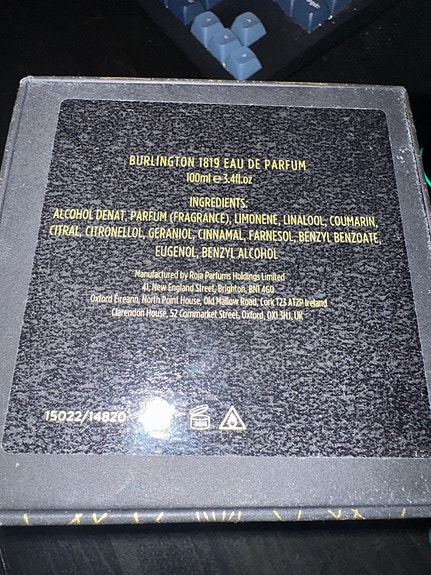 BURLINGTON 1819 EAU DE PARFUM
100ml e 3.4fl.oz
INGREDIENTS:
ALCOHOL DENAT, PARFUM (FRAGRANCE), LIMONENE, LINALOOL, COUMARIN,
CITRAL, CITRONELLOL, GERANIOL, CINNAMAL, FARNESOL, BENZYL BENZOATE,
EUGENOL, BENZYL ALCOHOL
Manufactured by Roja Parfums Holdings Limited
41, New England Street, Brighton, BN1 4GQ
Oxford Eireann, North Point House, Old Mallow Road, Cork T23 AT2P Ireland
Clarendon House, 52 Cornmarket Street, Oxford, OX1 3HJ, UK
15022/14820